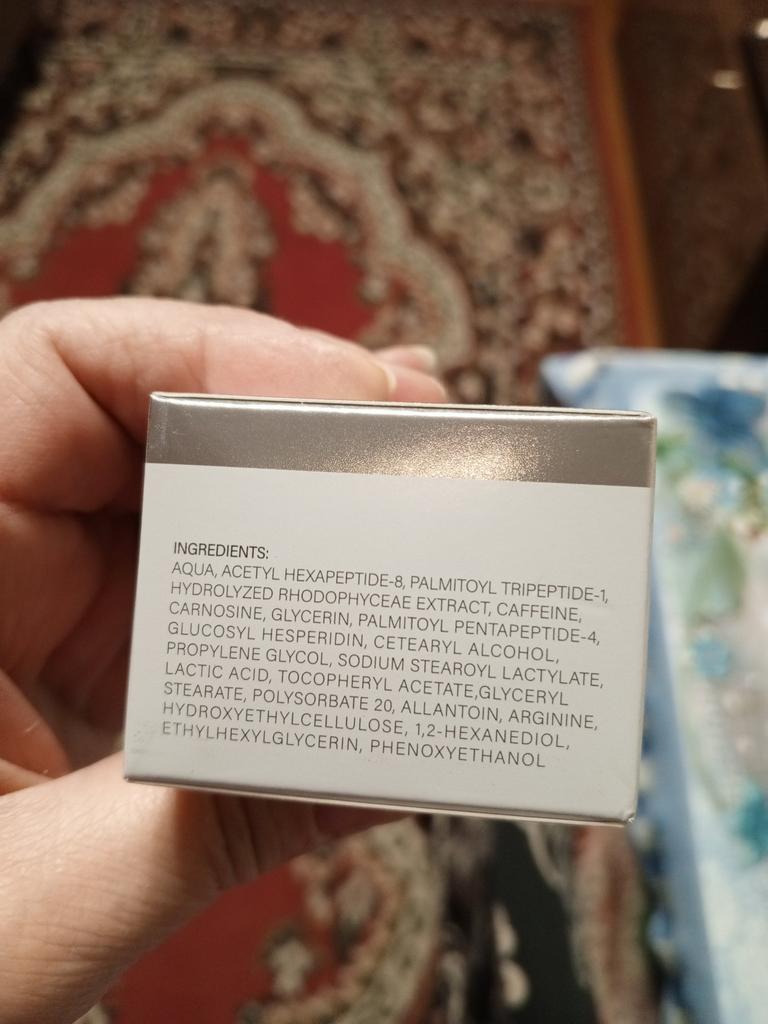 INGREDIENTS:
AQUA, ACETYL HEXAPEPTIDE-8, PALMITOYL TRIPEPTIDE-1,
HYDROLYZED RHODOPHYCEAE EXTRACT, CAFFEINE,
CARNOSINE, GLYCERIN, PALMITOYL PENTAPEPTIDE-4,
GLUCOSYL HESPERIDIN, CETEARYL ALCOHOL,
PROPYLENE GLYCOL, SODIUM STEAROYL LACTYLATE,
LACTIC ACID, TOCOPHERYL ACETATE,GLYCERYL
STEARATE, POLYSORBATE 20, ALLANTOIN, ARGININE,
HYDROXYETHYLCELLULOSE, 1,2-HEXANEDIOL,
ETHYLHEXYLGLYCERIN, PHENOXYETHANOL